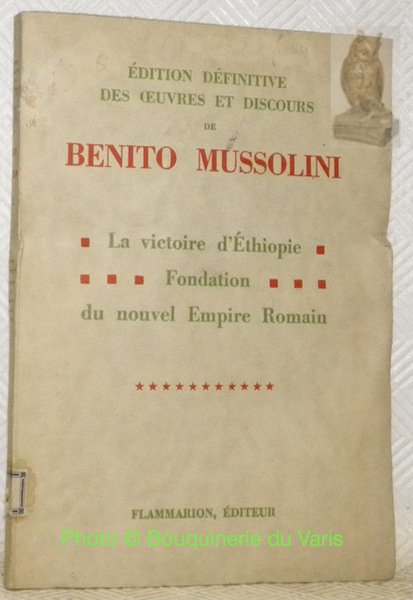 ÉDITION DÉFINITIVE
DES ŒUVRES ET DISCOURS
DE
BENITO MUSSOLINI
La victoire d'Éthiopie
Fondation
du nouvel Empire Romain
FLAMMARION, ÉDITEUR
Photo © Bouquinerie du Varis